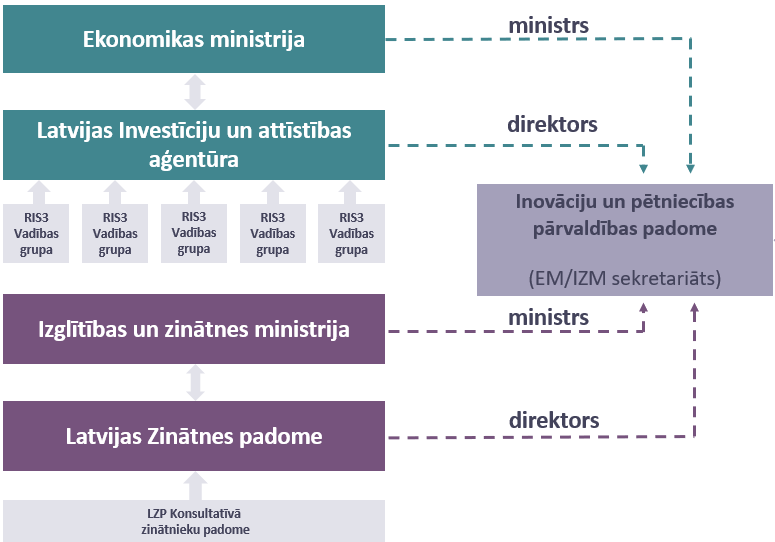 Ekonomikas ministrija
ministrs
Latvijas Investīciju un attīstības
aģentūra
direktors
RIS3
Vadības
grupa
RIS3
Vadības
grupa
RIS3
Vadības
grupa
RIS3
Vadības
grupa
RIS3
Vadības
grupa
Inovāciju un pētniecības
pārvaldības padome
(EM/IZM sekretariāts)
Izglītības un zinātnes ministrija
ministrs
Latvijas Zinātnes padome
direktors
LZP Konsultatīvā
zinātnieku padome